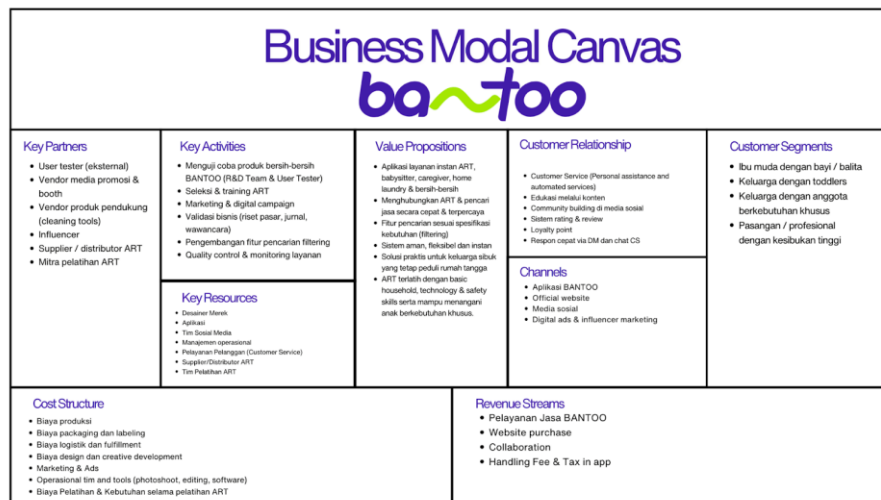 Business Modal Canvas
bantoo
Key Partners
• User tester (eksternal)
• Vendor media promosi &
booth
• Vendor produk pendukung
(cleaning tools)
• Influencer
• Supplier / distributor ART
• Mitra pelatihan ART
Key Activities
• Menguji coba produk bersih-bersih
BANTOO (R&D Team & User Tester)
• Seleksi & training ART
• Marketing & digital campaign
• Validasi bisnis (riset pasar, jurnal,
wawancara)
• Pengembangan fitur pencarian filtering
• Quality control & monitoring layanan
Key Resources
• Desainer Merek
• Aplikasi
• Tim Sosial Media
• Manajemen operasional
• Pelayanan Pelanggan (Customer Service)
• Supplier/Distributor ART
• Tim Pelatihan ART
Value Propositions
• Aplikasi layanan instan ART,
babysitter, caregiver, home
laundry & bersih-bersih
• Menghubungkan ART & pencari
jasa secara cepat & terpercaya
• Fitur pencarian sesuai spesifikasi
kebutuhan (filtering)
• Sistem aman, fleksibel dan instan
• Solusi praktis untuk keluarga sibuk
yang tetap peduli rumah tangga
• ART terlatih dengan basic
household, technology & safety
skills serta mampu menangani
anak berkebutuhan khusus.
Customer Relationship
• Customer Service (Personal assistance and
automated services)
• Edukasi melalui konten
• Community building di media sosial
• Sistem rating & review
• Loyalty point
• Respon cepat via DM dan chat CS
Channels
• Aplikasi BANTOO
• Official website
• Media sosial
• Digital ads & influencer marketing
Customer Segments
• Ibu muda dengan bayi / balita
• Keluarga dengan toddlers
• Keluarga dengan anggota
berkebutuhan khusus
• Pasangan / profesional
dengan kesibukan tinggi
Cost Structure
• Biaya produksi
• Biaya packaging dan labeling
• Biaya logistik dan fulfillment
• Biaya design dan creative development
• Marketing & Ads
• Operasional tim and tools (photoshoot, editing, software)
• Biaya Pelatihan & Kebutuhan selama pelatihan ART
Revenue Streams
• Pelayanan Jasa BANTOO
• Website purchase
• Collaboration
• Handling Fee & Tax in app